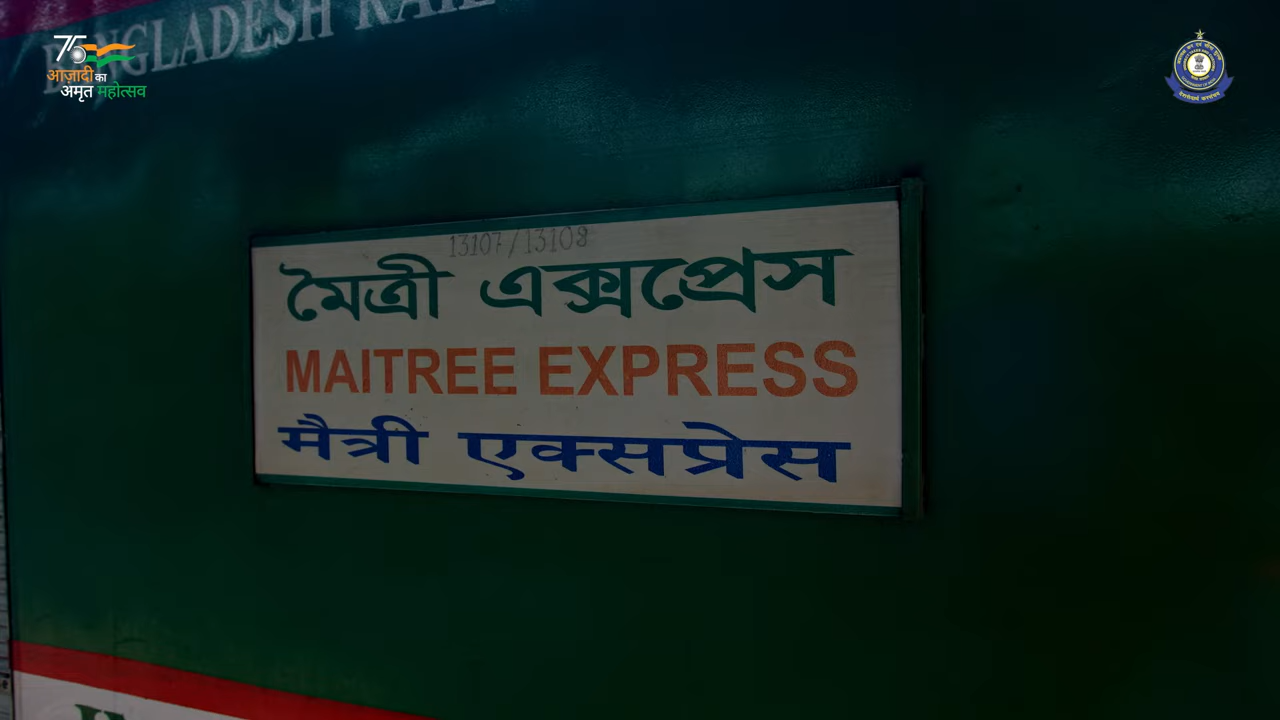 BANGLADESH RAIL
75
आज़ादी का
अमृत महोत्सव
13107/13108
মৈত্রী এক্সপ্রেস
MAITREE EXPRESS
मैत्री एक्सप्रेस